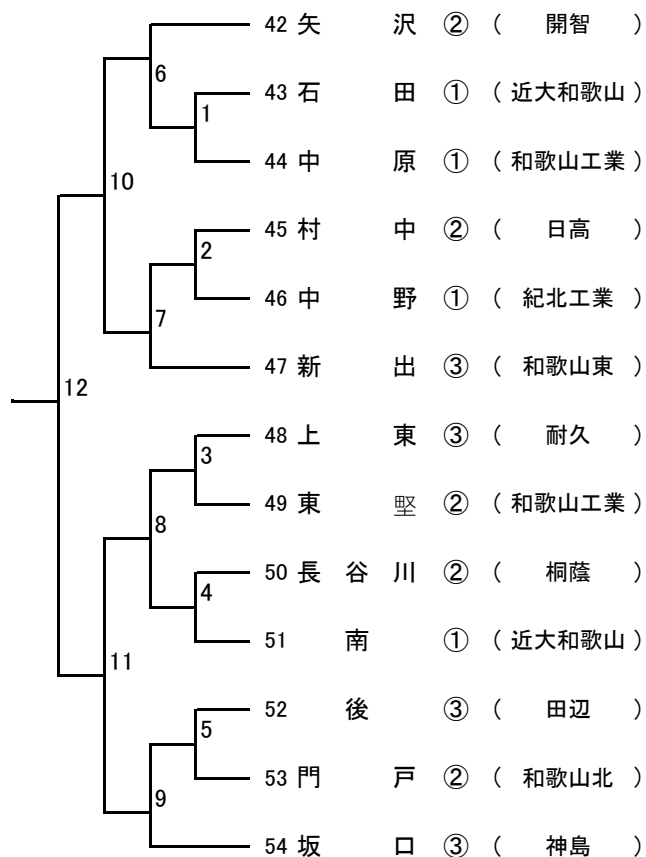 42 矢 沢 ② ( 開智 )
6
43 石 田 ① ( 近大和歌山 )
1
44 中 原 ① ( 和歌山工業 )
10
45 村 中 ② ( 日高 )
2
46 中 野 ① ( 紀北工業 )
7
47 新 出 ③ ( 和歌山東 )
12
48 上 東 ③ ( 耐久 )
3
49 東 堅 ② ( 和歌山工業 )
8
50 長 谷 川 ② ( 桐蔭 )
4
51 南 ① ( 近大和歌山 )
11
52 後 ③ ( 田辺 )
5
53 門 戸 ② ( 和歌山北 )
9
54 坂 口 ③ ( 神島 )